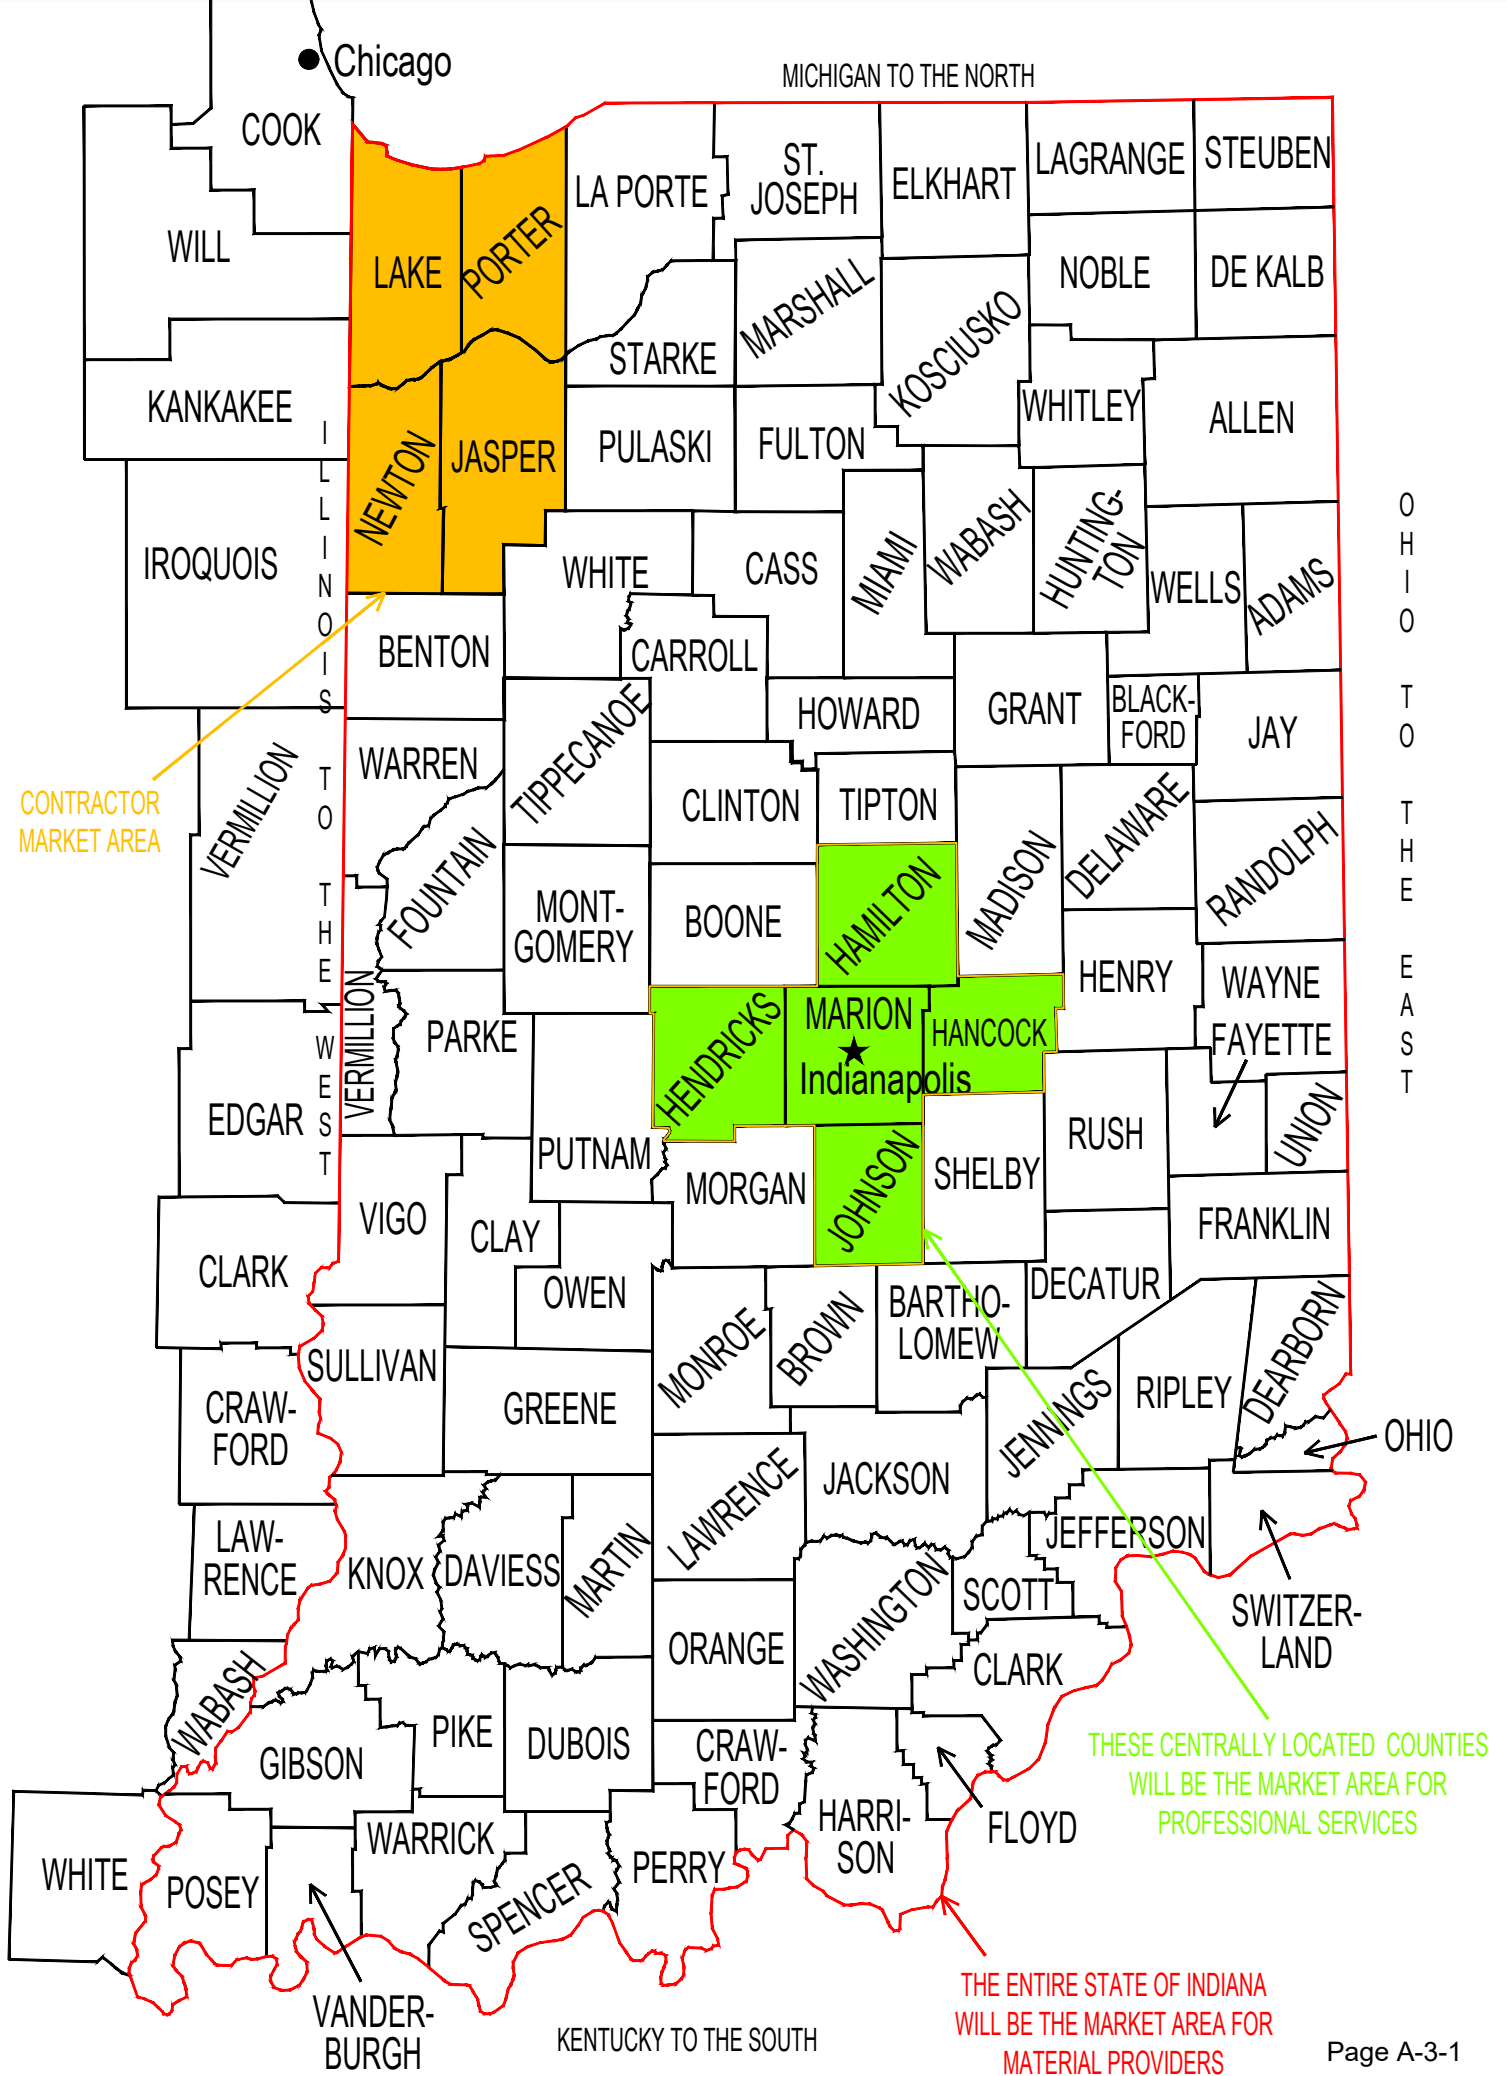 Chicago
MICHIGAN TO THE NORTH
COOK
LAGRANGE
STEUBEN
ST.
JOSEPH
ELKHART
LA PORTE
WILL
LAKE
PORTER
NOBLE
DE KALB
MARSHALL
KOSCIUSKO
STARKE
KANKAKEE
WHITLEY
ALLEN
NEWTON
JASPER
PULASKI
FULTON
IROQUOIS
WHITE
CASS
MIAMI
WABASH
HUNTING-
TON
WELLS
ADAMS
ILLINOIS TO THE WEST
OHIO TO THE EAST
BENTON
CARROLL
HOWARD
GRANT
BLACK-
FORD
JAY
WARREN
TIPPECANOE
CLINTON
TIPTON
CONTRACTOR
MARKET AREA
VERMILLION
FOUNTAIN
MONT-
GOMERY
BOONE
HAMILTON
MADISON
DELAWARE
RANDOLPH
HENRY
WAYNE
FAYETTE
VERMILLION
PARKE
HENDRICKS
MARION
Indianapolis
HANCOCK
EDGAR
PUTNAM
MORGAN
JOHNSON
SHELBY
RUSH
UNION
VIGO
CLAY
CLARK
OWEN
FRANKLIN
DECATUR
MONROE
BROWN
BARTHO-
LOMEW
DEARBORN
SULLIVAN
GREENE
CRAW-
FORD
JENNINGS
RIPLEY
OHIO
LAWRENCE
JACKSON
LAW-
RENCE
KNOX
DAVIESS
MARTIN
JEFFERSON
SCOTT
SWITZER-
LAND
WASHINGTON
ORANGE
CLARK
WABASH
GIBSON
PIKE
DUBOIS
CRAW-
FORD
THESE CENTRALLY LOCATED COUNTIES
WILL BE THE MARKET AREA FOR
PROFESSIONAL SERVICES
HARRI-
SON
FLOYD
WHITE
POSEY
WARRICK
SPENCER
PERRY
VANDER-
BURGH
KENTUCKY TO THE SOUTH
THE ENTIRE STATE OF INDIANA
WILL BE THE MARKET AREA FOR
MATERIAL PROVIDERS
Page A-3-1